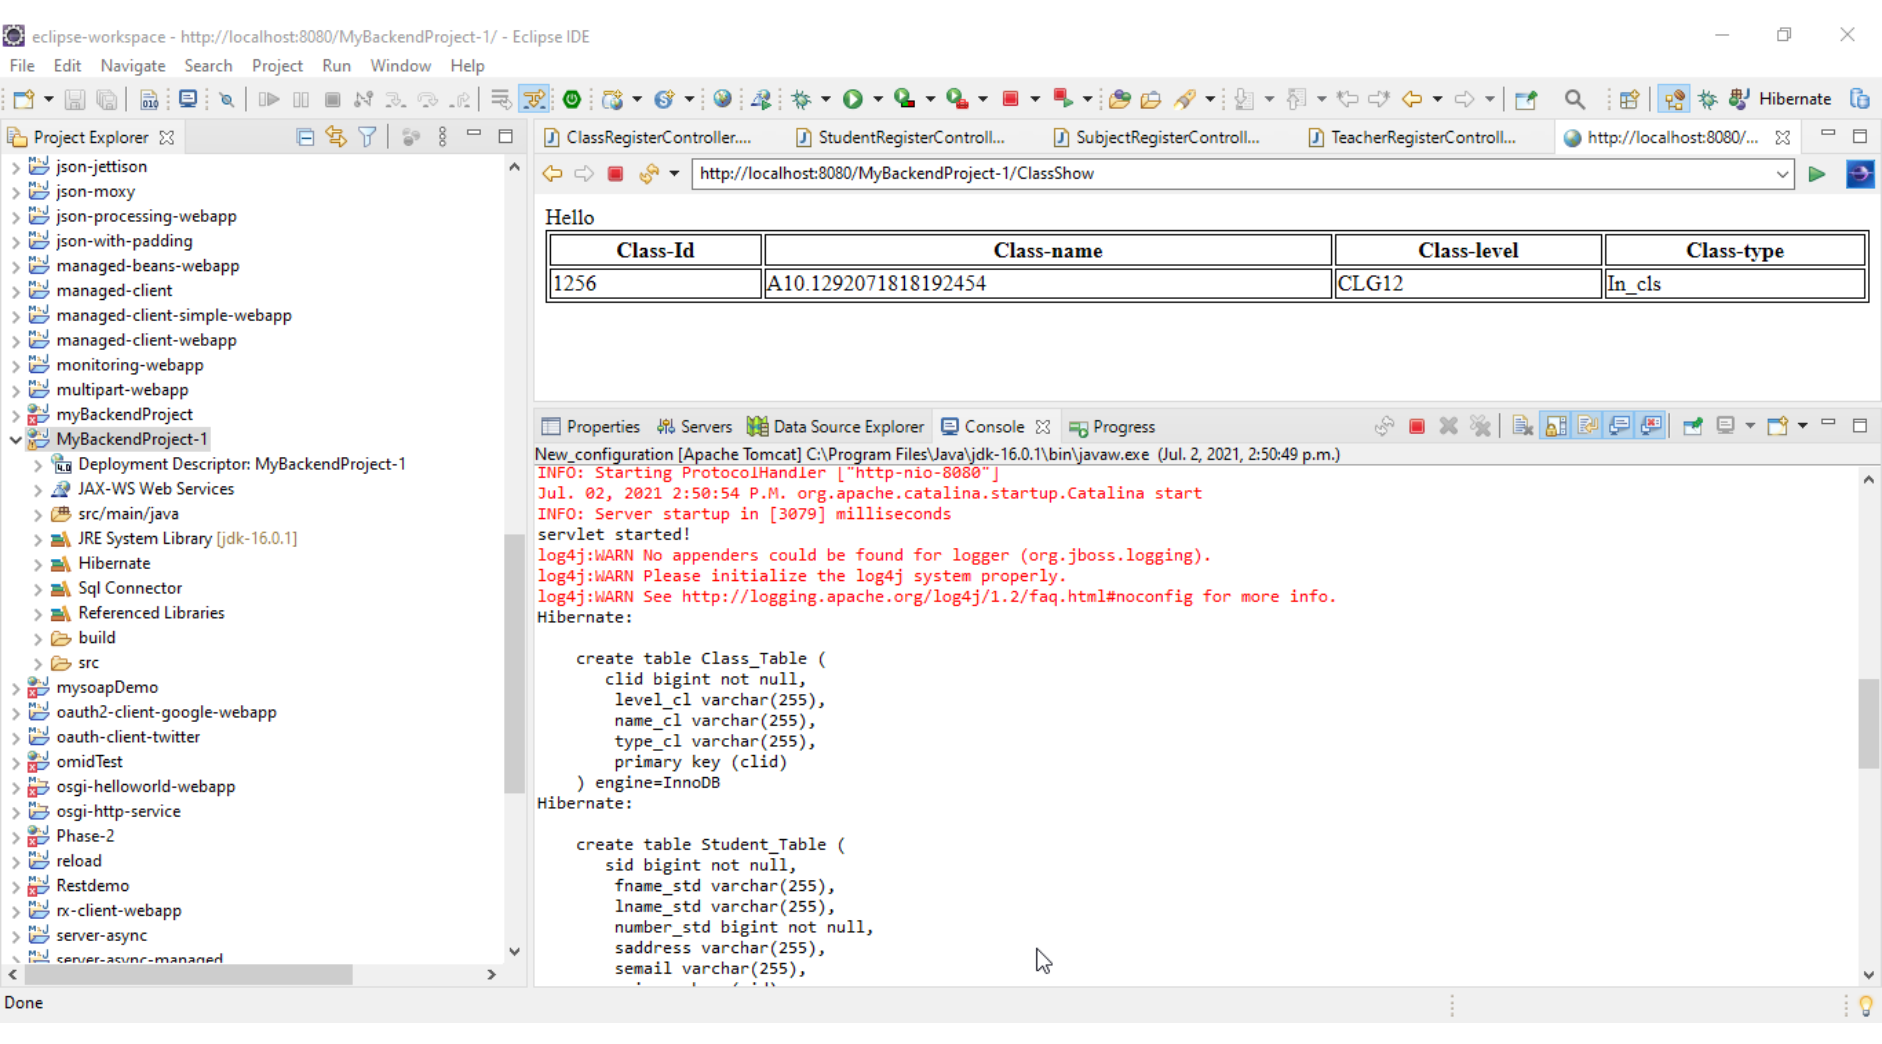 eclipse-workspace - http://localhost:8080/MyBackendProject-1/ - Eclipse IDE
File Edit Navigate Search Project Run Window Help
Hibernate
Project Explorer
json-jettison
json-moxy
json-processing-webapp
json-with-padding
managed-beans-webapp
managed-client
managed-client-simple-webapp
managed-client-webapp
monitoring-webapp
multipart-webapp
myBackendProject
MyBackendProject-1
Deployment Descriptor: MyBackendProject-1
JAX-WS Web Services
src/main/java
JRE System Library [jdk-16.0.1]
Hibernate
Sql Connector
Referenced Libraries
build
src
mysoapDemo
oauth2-client-google-webapp
oauth-client-twitter
omidTest
osgi-helloworld-webapp
osgi-http-service
Phase-2
reload
Restdemo
rx-client-webapp
server-async
server-async-managed
ClassRegisterController.... StudentRegisterControll... SubjectRegisterControll... TeacherRegisterControll... http://localhost:8080/...
http://localhost:8080/MyBackendProject-1/ClassShow
Hello
Class-Id Class-name Class-level Class-type
1256 A10.1292071818192454 CLG12 In_cls
Properties Servers Data Source Explorer Console Progress
New_configuration [Apache Tomcat] C:\Program Files\Java\jdk-16.0.1\bin\javaw.exe (Jul. 2, 2021, 2:50:49 p.m.)
INFO: Starting ProtocolHandler ["http-nio-8080"]
Jul. 02, 2021 2:50:54 P.M. org.apache.catalina.startup.Catalina start
INFO: Server startup in [3079] milliseconds
servlet started!
log4j:WARN No appenders could be found for logger (org.jboss.logging).
log4j:WARN Please initialize the log4j system properly.
log4j:WARN See http://logging.apache.org/log4j/1.2/faq.html#noconfig for more info.
Hibernate:
create table Class_Table (
clid bigint not null,
level_cl varchar(255),
name_cl varchar(255),
type_cl varchar(255),
primary key (clid)
) engine=InnoDB
Hibernate:
create table Student_Table (
sid bigint not null,
fname_std varchar(255),
lname_std varchar(255),
number_std bigint not null,
saddress varchar(255),
semail varchar(255),
Done